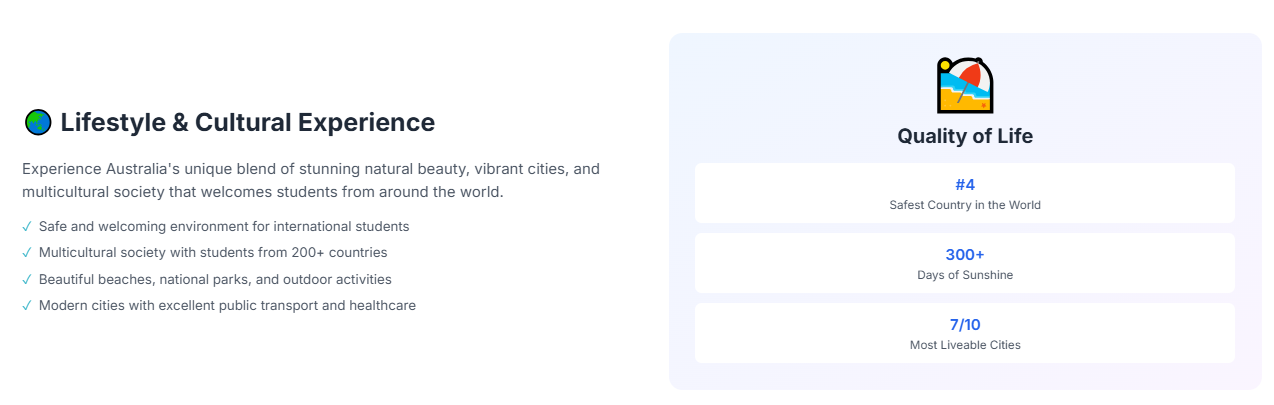 Lifestyle & Cultural Experience
Experience Australia's unique blend of stunning natural beauty, vibrant cities, and
multicultural society that welcomes students from around the world.
✓ Safe and welcoming environment for international students
✓ Multicultural society with students from 200+ countries
✓ Beautiful beaches, national parks, and outdoor activities
✓ Modern cities with excellent public transport and healthcare
Quality of Life
#4
Safest Country in the World
300+
Days of Sunshine
7/10
Most Liveable Cities